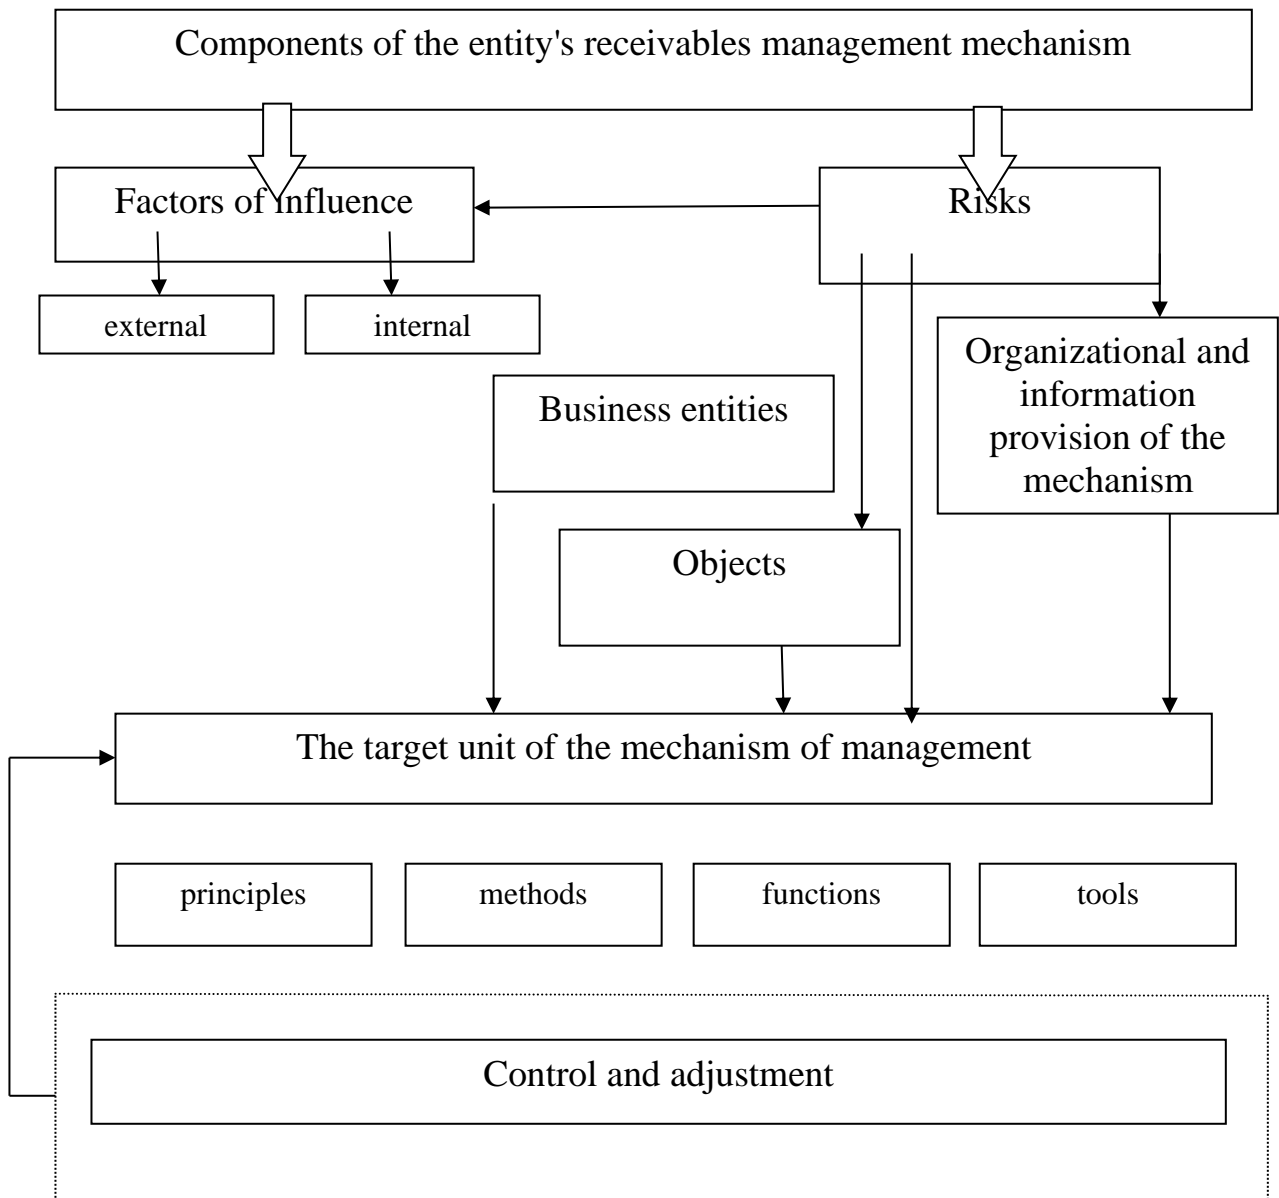 Components of the entity's receivables management mechanism
Factors of influence
Risks
external
internal
Organizational and
information
provision of the
mechanism
Business entities
Objects
The target unit of the mechanism of management
principles
methods
functions
tools
Control and adjustment